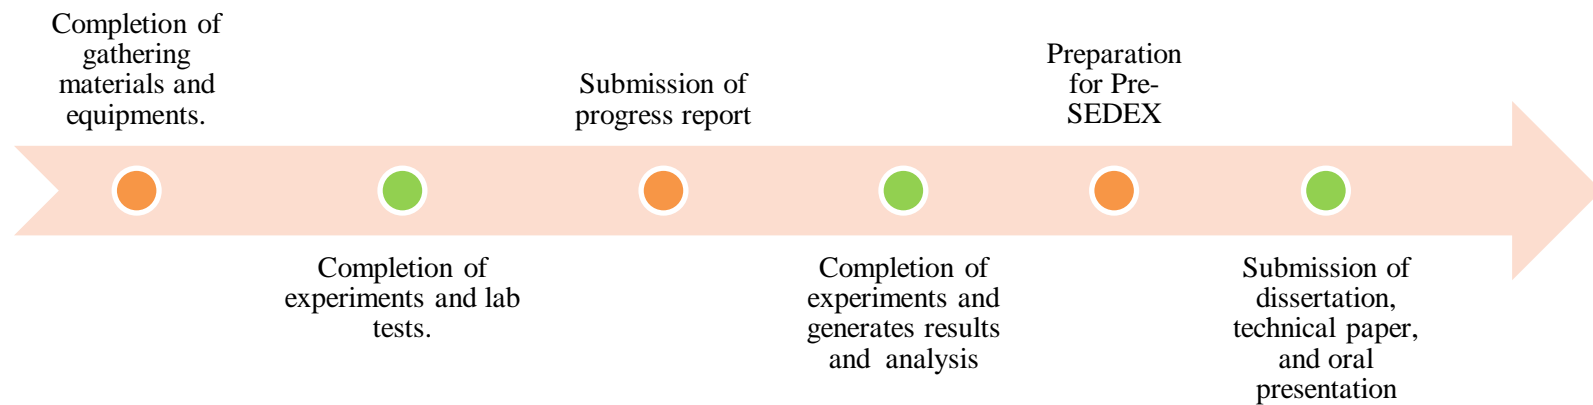 Completion of
gathering
materials and
equipments.
Completion of
experiments and lab
tests.
Submission of
progress report
Completion of
experiments and
generates results
and analysis
Preparation
for Pre-
SEDEX
Submission of
dissertation,
technical paper,
and oral
presentation